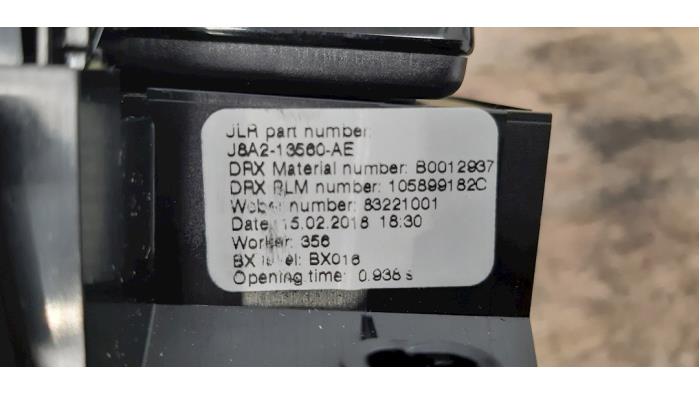 JLR part number:
J8A2-13560-AE
DRX Material number: B0012937
DRX PLM number: 105899182C
Weber number: 83221001
Date: 15.02.2018 18:30
Worker: 356
BX level: BX016
Opening time: 0.938 s